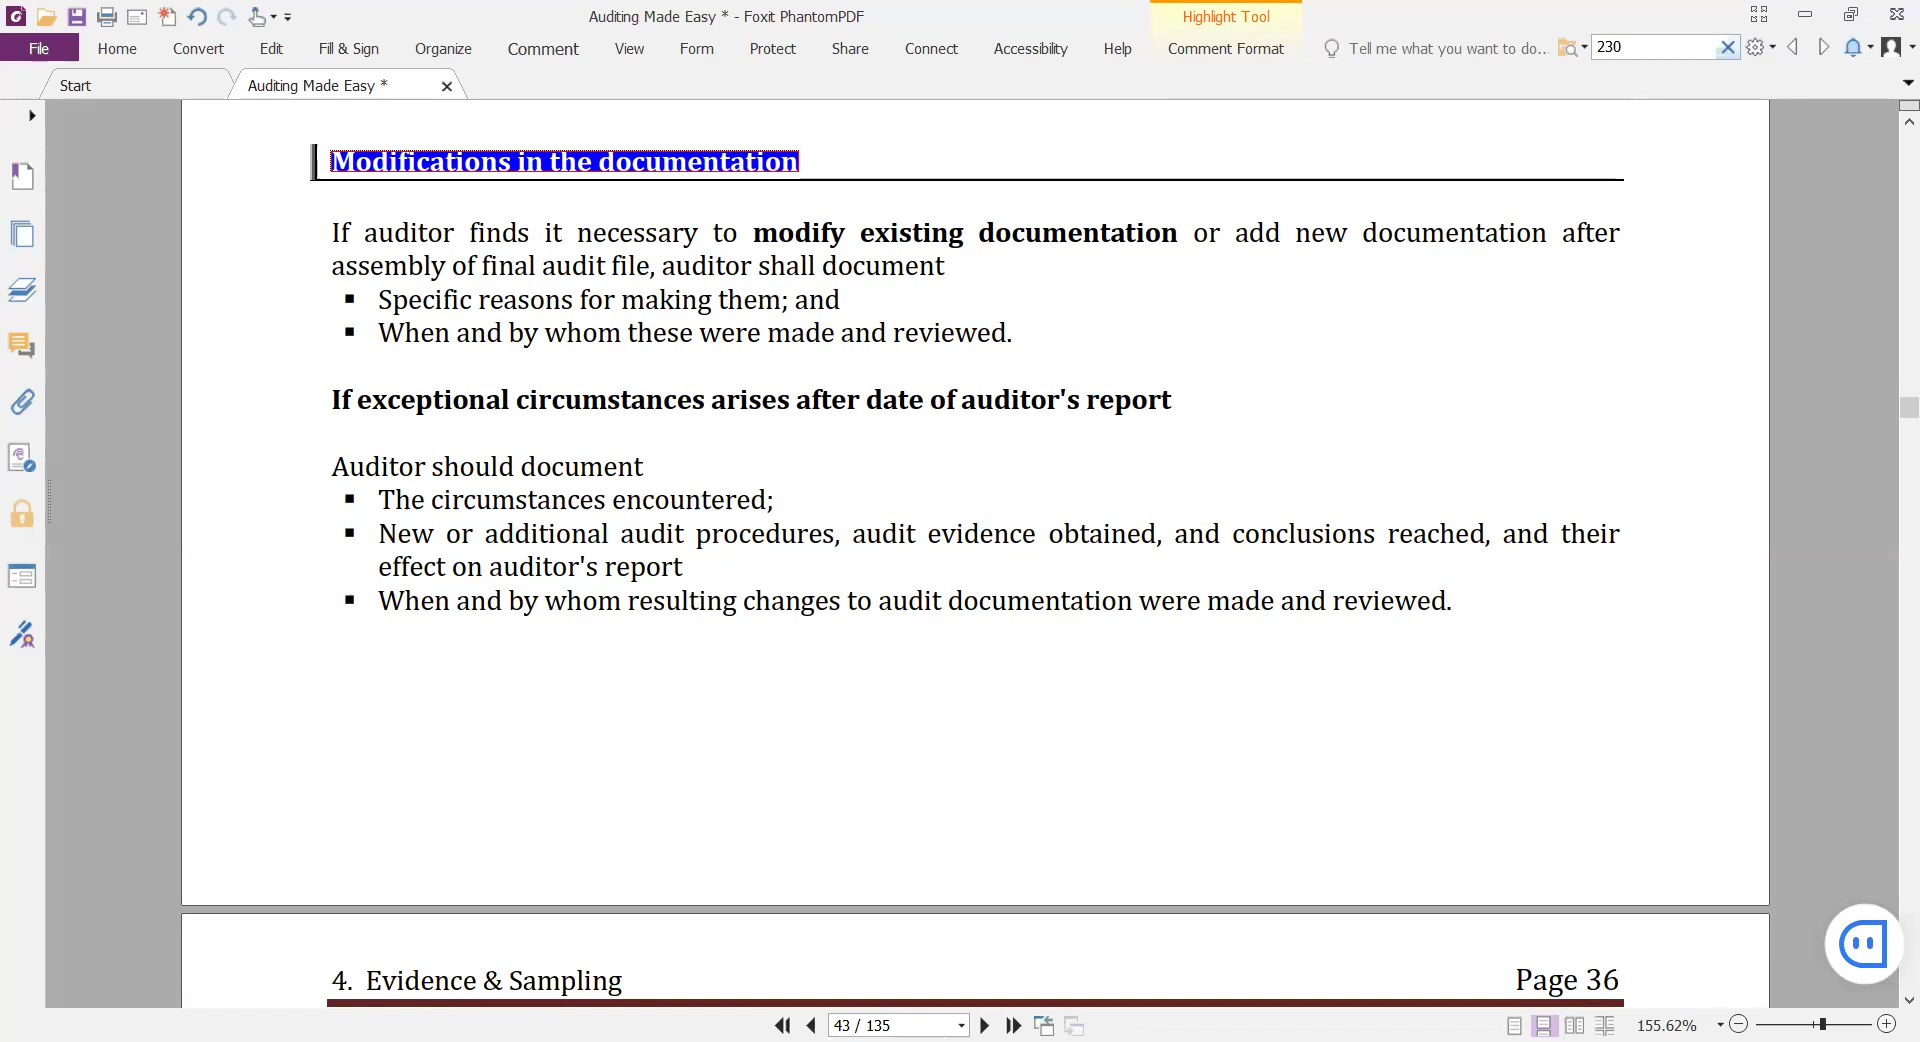 Auditing Made Easy * - Foxit PhantomPDF
Highlight Tool
File Home Convert Edit Fill & Sign Organize Comment View Form Protect Share Connect Accessibility Help Comment Format Tell me what you want to do... 230
Start
Auditing Made Easy *
Modifications in the documentation
If auditor finds it necessary to modify existing documentation or add new documentation after
assembly of final audit file, auditor shall document
▪ Specific reasons for making them; and
▪ When and by whom these were made and reviewed.
If exceptional circumstances arises after date of auditor's report
Auditor should document
▪ The circumstances encountered;
▪ New or additional audit procedures, audit evidence obtained, and conclusions reached, and their
effect on auditor's report
▪ When and by whom resulting changes to audit documentation were made and reviewed.
4. Evidence & Sampling Page 36
43 / 135
155.62%